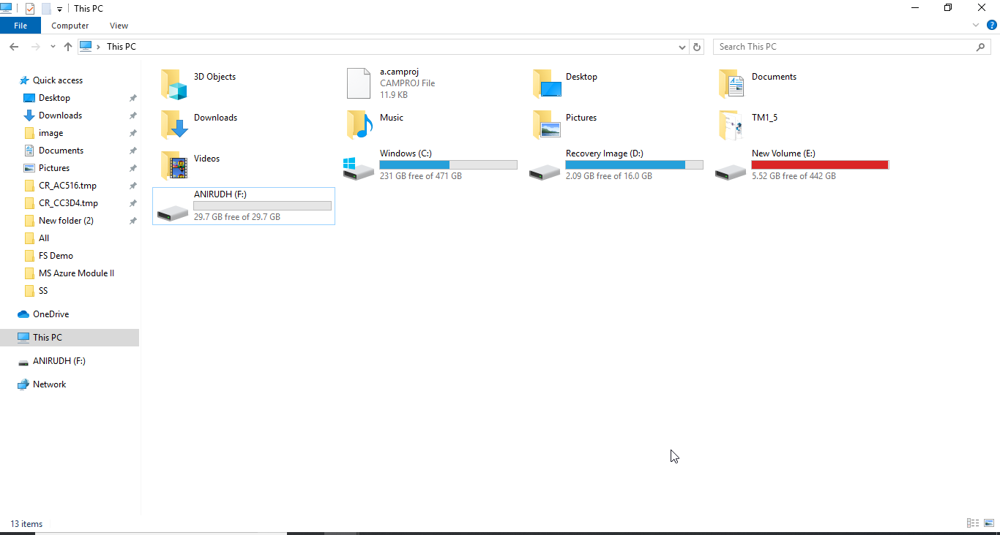 This PC
File Computer View
This PC
Search This PC
Quick access
Desktop
Downloads
image
Documents
Pictures
CR_AC516.tmp
CR_CC3D4.tmp
New folder (2)
All
FS Demo
MS Azure Module II
SS
OneDrive
This PC
ANIRUDH (F:)
Network
3D Objects
a.camproj
CAMPROJ File
11.9 KB
Desktop
Documents
Downloads
Music
Pictures
TM1_5
Videos
Windows (C:)
231 GB free of 471 GB
Recovery Image (D:)
2.09 GB free of 16.0 GB
New Volume (E:)
5.52 GB free of 442 GB
ANIRUDH (F:)
29.7 GB free of 29.7 GB
13 items